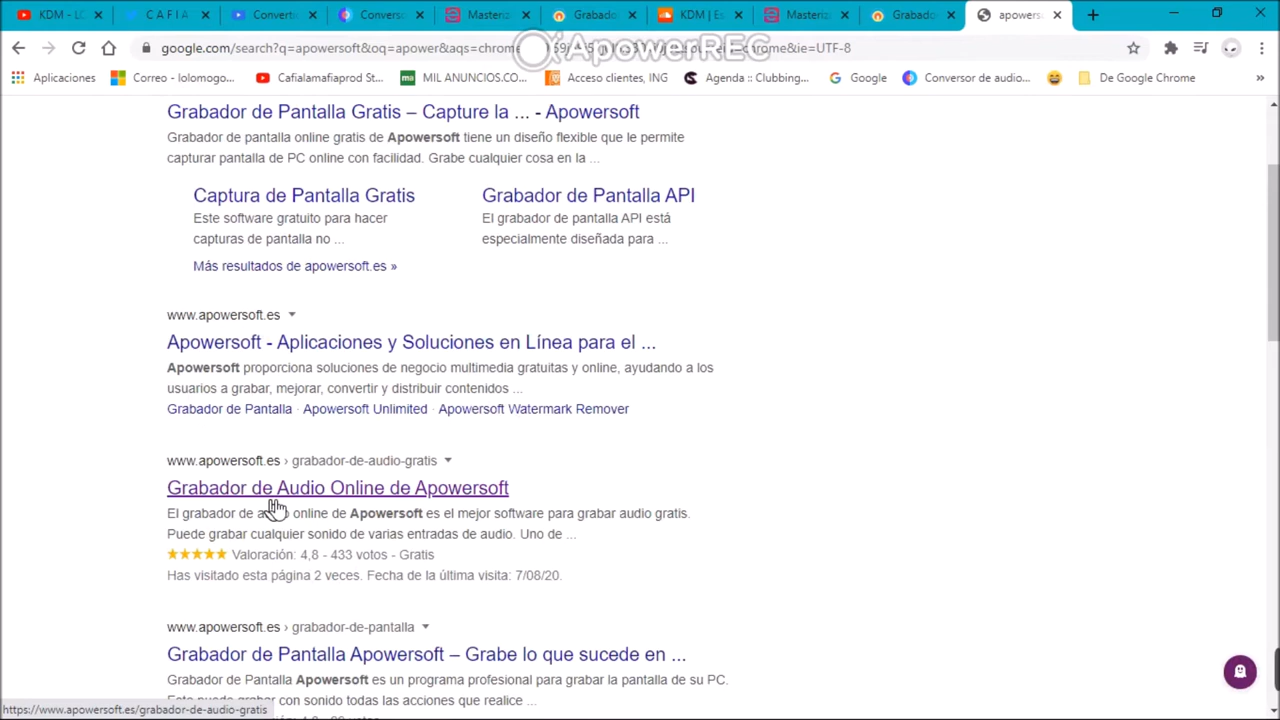 KDM - LO
C A F I A
Converti
Converso
Masteriz
Grabado
KDM | Es
Masteriz
Grabado
apowers
google.com/search?q=apowersoft&oq=apower&aqs=chrome
chrome&ie=UTF-8
ApowerREC
Aplicaciones
Correo - lolomogo...
Cafialamafiaprod St...
MIL ANUNCIOS.CO...
Acceso clientes, ING
Agenda :: Clubbing...
Google
Conversor de audio...
De Google Chrome
»
Grabador de Pantalla Gratis – Capture la ... - Apowersoft
Grabador de pantalla online gratis de Apowersoft tiene un diseño flexible que le permite
capturar pantalla de PC online con facilidad. Grabe cualquier cosa en la ...
Captura de Pantalla Gratis
Este software gratuito para hacer
capturas de pantalla no ...
Grabador de Pantalla API
El grabador de pantalla API está
especialmente diseñada para ...
Más resultados de apowersoft.es »
www.apowersoft.es
Apowersoft - Aplicaciones y Soluciones en Línea para el ...
Apowersoft proporciona soluciones de negocio multimedia gratuitas y online, ayudando a los
usuarios a grabar, mejorar, convertir y distribuir contenidos ...
Grabador de Pantalla · Apowersoft Unlimited · Apowersoft Watermark Remover
www.apowersoft.es › grabador-de-audio-gratis
Grabador de Audio Online de Apowersoft
El grabador de a online de Apowersoft es el mejor software para grabar audio gratis.
Puede grabar cualquier sonido de varias entradas de audio. Uno de ...
★★★★★ Valoración: 4,8 - 433 votos - Gratis
Has visitado esta página 2 veces. Fecha de la última visita: 7/08/20.
www.apowersoft.es › grabador-de-pantalla
Grabador de Pantalla Apowersoft – Grabe lo que sucede en ...
Grabador de Pantalla Apowersoft es un programa profesional para grabar la pantalla de su PC.
con sonido todas las acciones que realice ...
https://www.apowersoft.es/grabador-de-audio-gratis